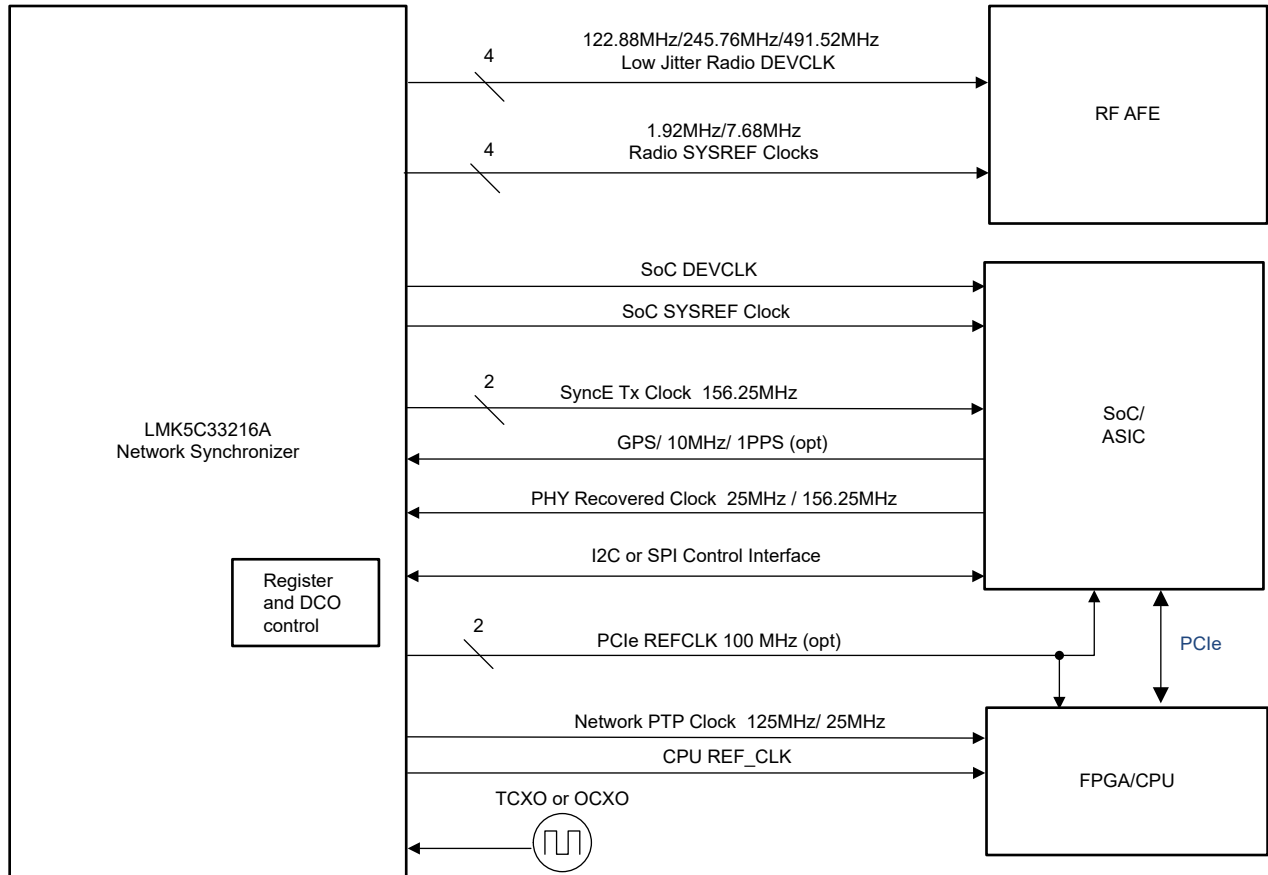 122.88MHz/245.76MHz/491.52MHz
4
Low Jitter Radio DEVCLK
RF AFE
1.92MHz/7.68MHz
4
Radio SYSREF Clocks
SoC DEVCLK
SoC SYSREF Clock
2
SyncE Tx Clock 156.25MHz
LMK5C33216A
Network Synchronizer
SoC/
ASIC
GPS/ 10MHz/ 1PPS (opt)
PHY Recovered Clock 25MHz / 156.25MHz
I2C or SPI Control Interface
Register
and DCO
control
2
PCIe REFCLK 100 MHz (opt)
PCIe
Network PTP Clock 125MHz/ 25MHz
CPU REF_CLK
FPGA/CPU
TCXO or OCXO